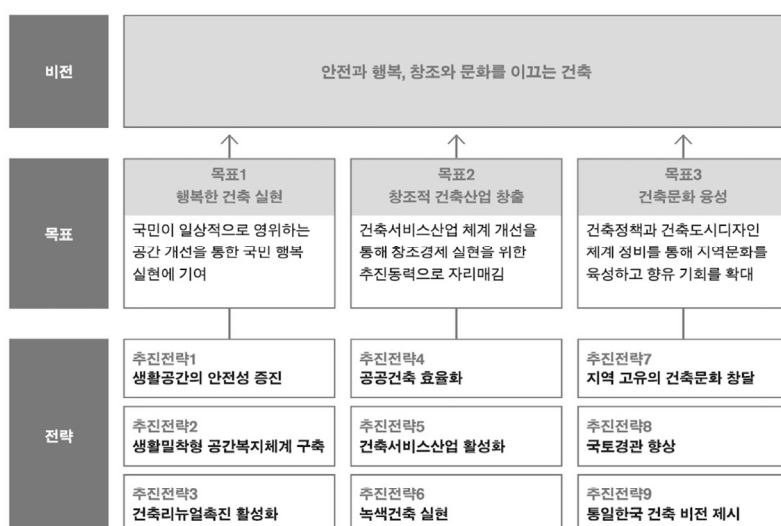 비전
안전과 행복, 창조와 문화를 이끄는 건축
목표
목표1
행복한 건축 실현
국민이 일상적으로 영위하는
공간 개선을 통한 국민 행복
실현에 기여
목표2
창조적 건축산업 창출
건축서비스산업 체계 개선을
통해 창조경제 실현을 위한
추진동력으로 자리매김
목표3
건축문화 육성
건축정책과 건축도시디자인
체계 정비를 통해 지역문화를
육성하고 향유 기회를 확대
전략
추진전략1
생활공간의 안전성 증진
추진전략2
생활밀착형 공간복지체계 구축
추진전략3
건축리뉴얼촉진 활성화
추진전략4
공공건축 효율화
추진전략5
건축서비스산업 활성화
추진전략6
녹색건축 실현
추진전략7
지역 고유의 건축문화 창달
추진전략8
국토경관 향상
추진전략9
통일한국 건축 비전 제시